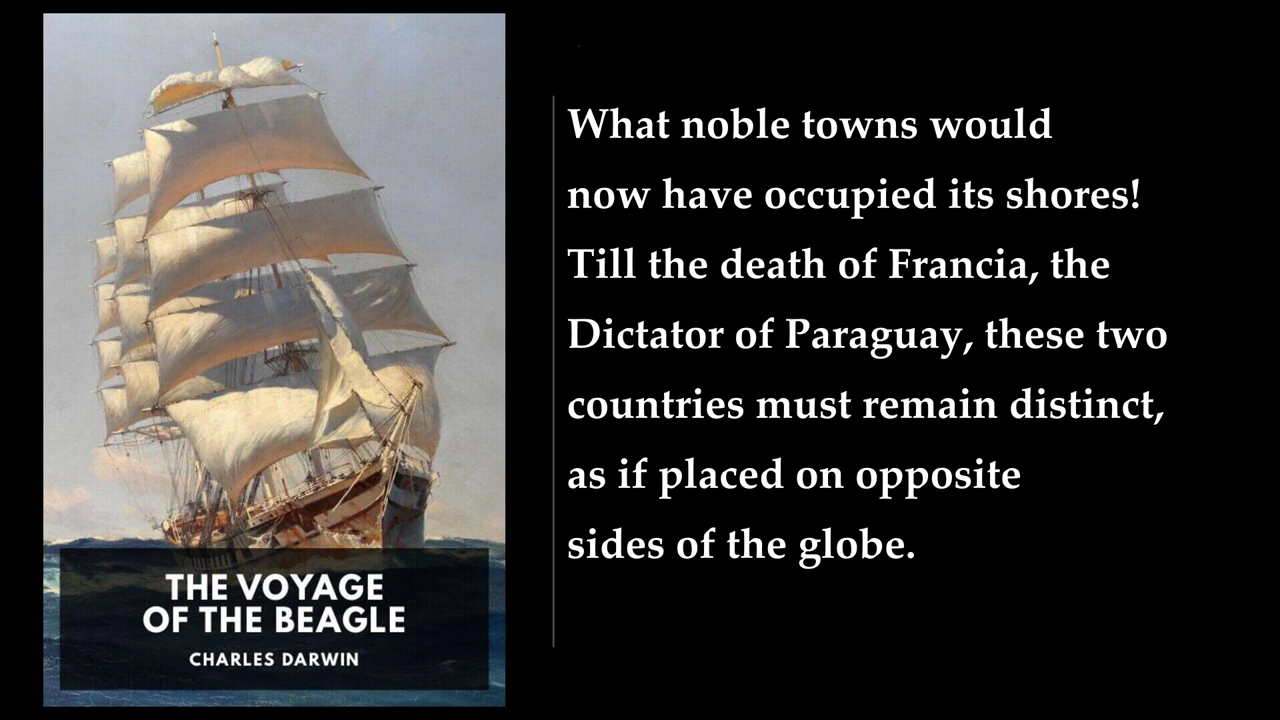 THE VOYAGE
OF THE BEAGLE
CHARLES DARWIN
What noble towns would
now have occupied its shores!
Till the death of Francia, the
Dictator of Paraguay, these two
countries must remain distinct,
as if placed on opposite
sides of the globe.